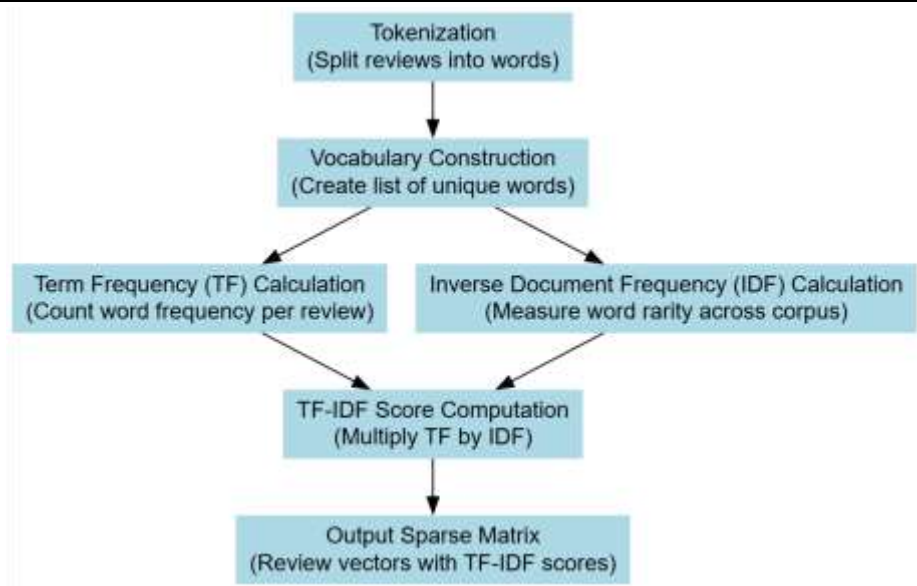 Tokenization
(Split reviews into words)
Vocabulary Construction
(Create list of unique words)
Term Frequency (TF) Calculation
(Count word frequency per review)
Inverse Document Frequency (IDF) Calculation
(Measure word rarity across corpus)
TF-IDF Score Computation
(Multiply TF by IDF)
Output Sparse Matrix
(Review vectors with TF-IDF scores)